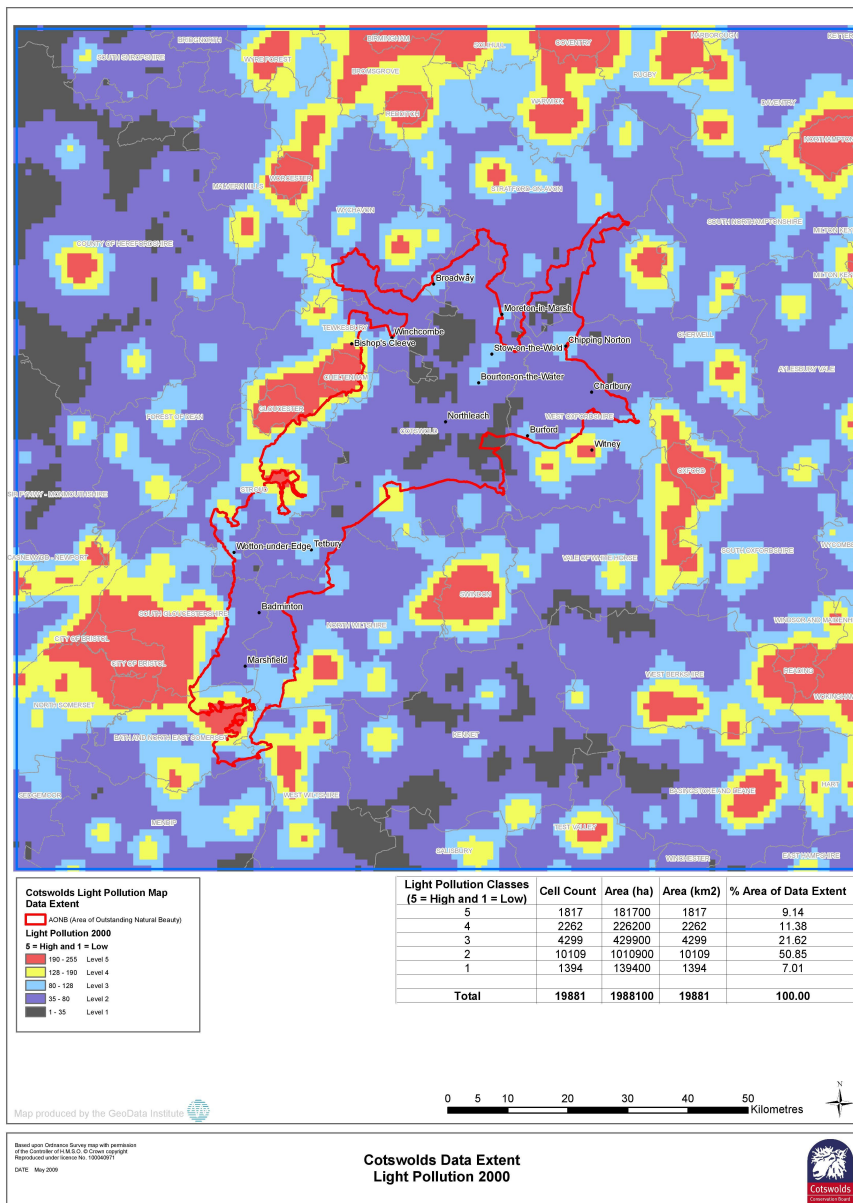 SOUTH SHROPSHIRE
BRIDGNORTH
WYRE FOREST
BIRMINGHAM
BROMSGROVE
SOLIHULL
COVENTRY
RUGBY
HARBOROUGH
DAVENTRY
REDDITCH
WARWICK
NORTHAMPTON
WORCESTER
MALVERN HILLS
WYCHAVON
STRATFORD-ON-AVON
SOUTH NORTHAMPTONSHIRE
COUNTY OF HEREFORDSHIRE
MILTON KE
MILTON KE
Broadway
Moreton-in-Marsh
TEWKESBURY
Winchcombe
Bishop's Cleeve
Stow-on-the-Wold
Chipping Norton
CHERWELL
AYLESBURY VALE
CHELTENHAM
Bourton-on-the-Water
Charlbury
GLOUCESTER
FOREST OF DEAN
Northleach
COTSWOLD
WEST OXFORDSHIRE
Burford
Witney
OXFORD
STROUD
Wotton-under-Edge
Tetbury
VALE OF WHITE HORSE
SOUTH OXFORDSHIRE
WYCOMB
SWINDON
SOUTH GLOUCESTERSHIRE
Badminton
NORTH WILTSHIRE
CITY OF BRISTOL
CITY OF BRISTOL
Marshfield
WEST BERKSHIRE
READING
WOKINGHA
NORTH SOMERSET
BATH AND NORTH EAST SOMERSET
KENNET
SEDGEMOOR
MENDIP
WEST WILTSHIRE
BASINGSTOKE AND DEANE
HART
TEST VALLEY
SALISBURY
WINCHESTER
EAST HAMPSHIRE
Cotswolds Light Pollution Map
Data Extent
AONB (Area of Outstanding Natural Beauty)
Light Pollution 2000
5 = High and 1 = Low
190 - 255 Level 5
128 - 190 Level 4
80 - 128 Level 3
35 - 80 Level 2
1 - 35 Level 1
Light Pollution Classes (5 = High and 1 = Low) Cell Count Area (ha) Area (km2) % Area of Data Extent
5 1817 181700 1817 9.14
4 2262 226200 2262 11.38
3 4299 429900 4299 21.62
2 10109 1010900 10109 50.85
1 1394 139400 1394 7.01
Total 19881 1988100 19881 100.00
Map produced by the GeoData Institute
0 5 10 20 30 40 50
Kilometres
N
Based upon Ordnance Survey map with permission
of the Controller of H.M.S.O. © Crown copyright
Reproduced under licence No. 100040971
DATE May 2009
Cotswolds Data Extent
Light Pollution 2000
Cotswolds
Conservation Board